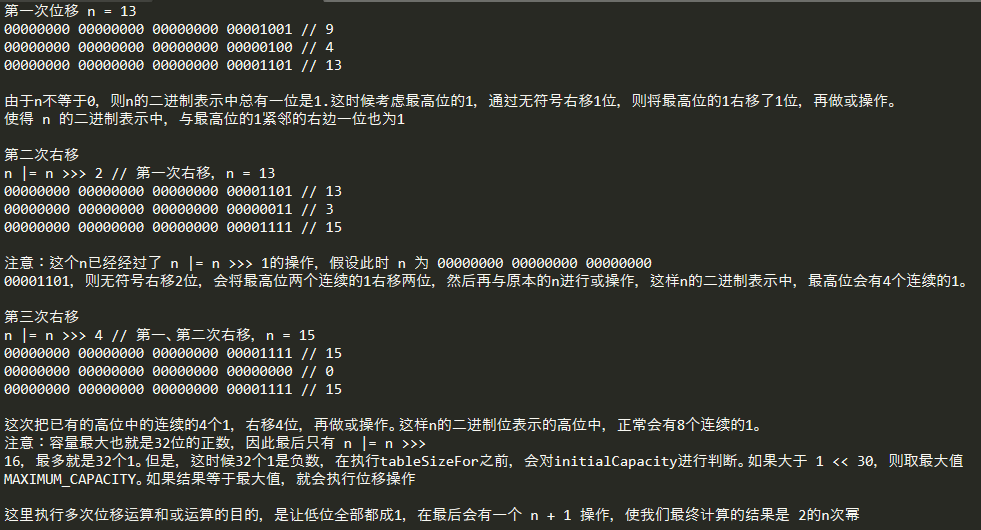 第一次位移 n = 13
00000000 00000000 00000000 00001001 // 9
00000000 00000000 00000000 00000100 // 4
00000000 00000000 00000000 00001101 // 13
由于n不等于0, 则n的二进制表示中总有一位是1.这时候考虑最高位的1, 通过无符号右移1位, 则将最高位的1右移了1位, 再做或操作。
使得 n 的二进制表示中, 与最高位的1紧邻的右边一位也为1
第二次右移
n |= n >>> 2 // 第一次右移, n = 13
00000000 00000000 00000000 00001101 // 13
00000000 00000000 00000000 00000011 // 3
00000000 00000000 00000000 00001111 // 15
注意：这个n已经经过了 n |= n >>> 1的操作, 假设此时 n 为 00000000 00000000 00000000
00001101, 则无符号右移2位, 会将最高位两个连续的1右移两位, 然后再与原本的n进行或操作, 这样n的二进制表示中, 最高位会有4个连续的1。
第三次右移
n |= n >>> 4 // 第一、第二次右移, n = 15
00000000 00000000 00000000 00001111 // 15
00000000 00000000 00000000 00000000 // 0
00000000 00000000 00000000 00001111 // 15
这次把已有的高位中的连续的4个1, 右移4位, 再做或操作。这样n的二进制位表示的高位中, 正常会有8个连续的1。
注意：容量最大也就是32位的正数, 因此最后只有 n |= n >>>
16, 最多就是32个1。但是, 这时候32个1是负数, 在执行tableSizeFor之前, 会对initialCapacity进行判断。如果大于 1 << 30, 则取最大值
MAXIMUM_CAPACITY。如果结果等于最大值, 就会执行位移操作
这里执行多次位移运算和或运算的目的, 是让低位全部都成1, 在最后会有一个 n + 1 操作, 使我们最终计算的结果是 2的n次幂